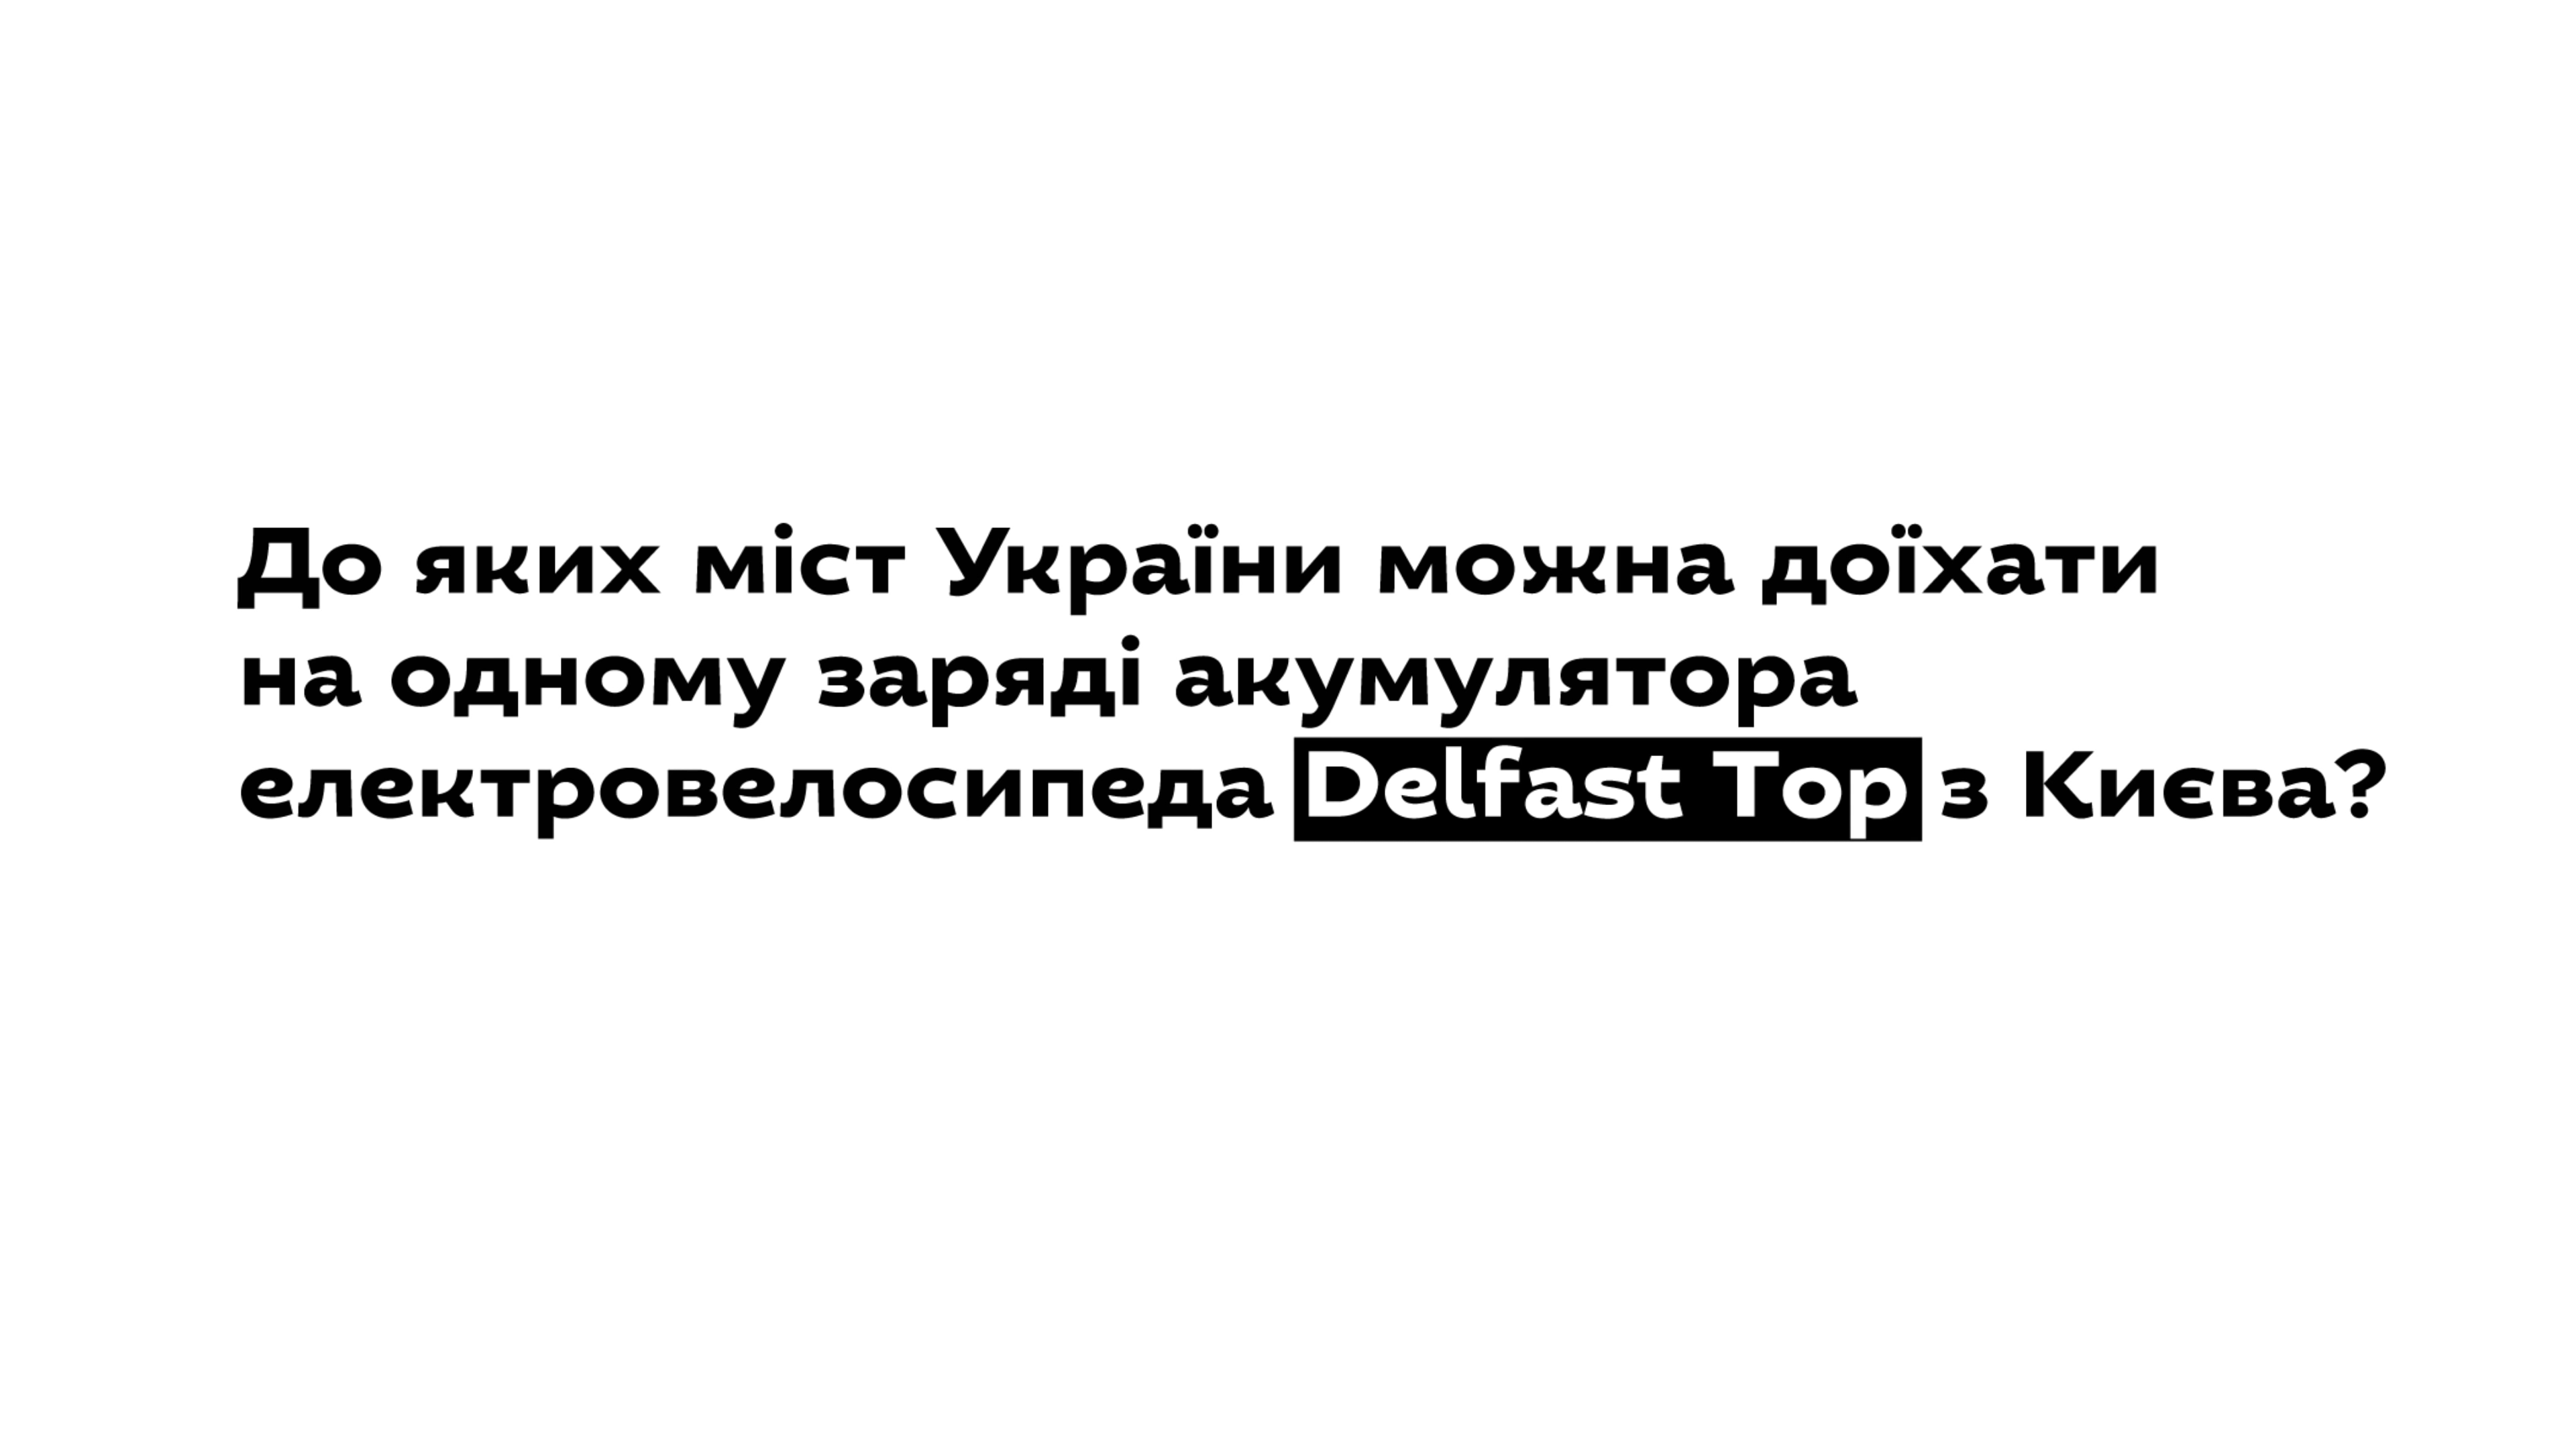 До яких міст України можна доїхати
на одному заряді акумулятора
електровелосипеда Delfast Top з Києва?